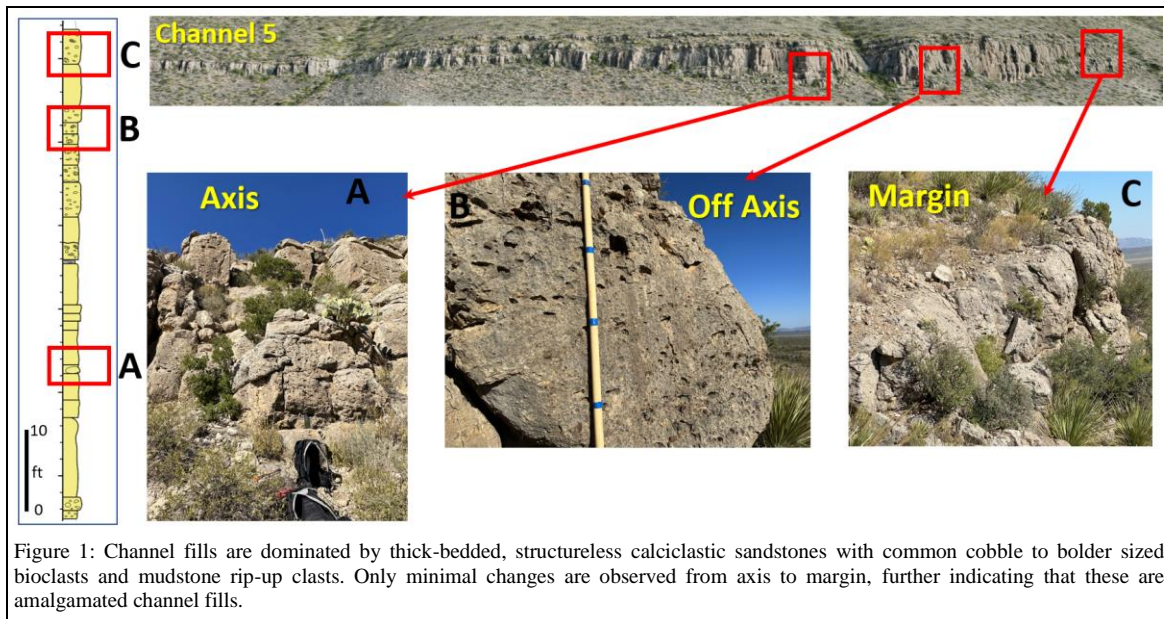 Channel 5
C
B
A
10
ft
0
Axis
A
B
Off Axis
Margin
C
Figure 1: Channel fills are dominated by thick-bedded, structureless calciclastic sandstones with common cobble to bolder sized
bioclasts and mudstone rip-up clasts. Only minimal changes are observed from axis to margin, further indicating that these are
amalgamated channel fills.